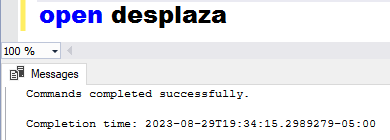 open desplaza
100 %
Messages
Commands completed successfully.
Completion time: 2023-08-29T19:34:15.2989279-05:00